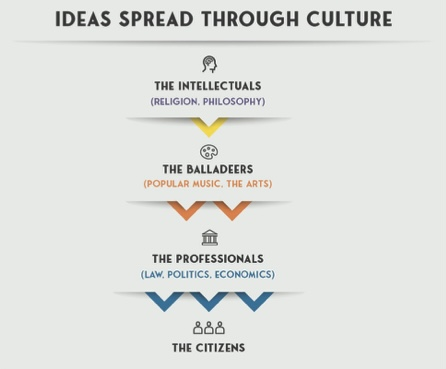 IDEAS SPREAD THROUGH CULTURE
THE INTELLECTUALS
(RELIGION, PHILOSOPHY)
THE BALLADEERS
(POPULAR MUSIC, THE ARTS)
THE PROFESSIONALS
(LAW, POLITICS, ECONOMICS)
THE CITIZENS